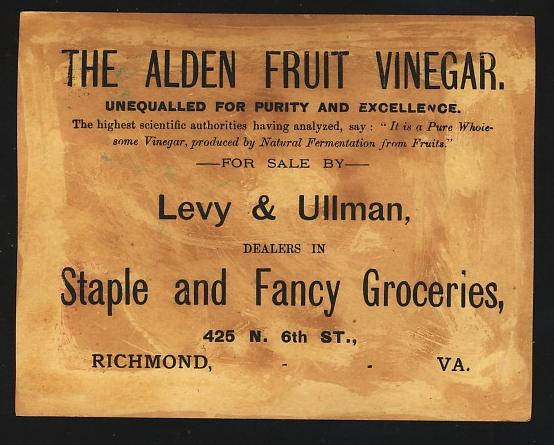 THE ALDEN FRUIT VINEGAR.
UNEQUALLED FOR PURITY AND EXCELLENCE.
The highest scientific authorities having analyzed, say : "It is a Pure Whole-
some Vinegar, produced by Natural Fermentation from Fruits."
—FOR SALE BY—
Levy & Ullman,
DEALERS IN
Staple and Fancy Groceries,
425 N. 6th ST.,
RICHMOND, - - VA.